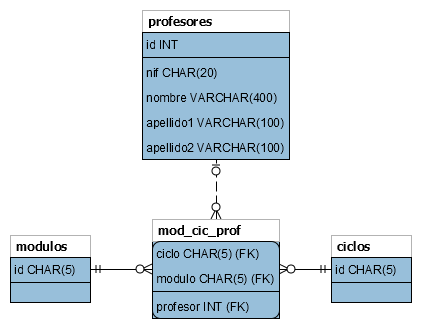 profesores
id INT
nif CHAR(20)
nombre VARCHAR(400)
apellido1 VARCHAR(100)
apellido2 VARCHAR(100)
mod_cic_prof
ciclo CHAR(5) (FK)
modulo CHAR(5) (FK)
profesor INT (FK)
modulos
id CHAR(5)
ciclos
id CHAR(5)